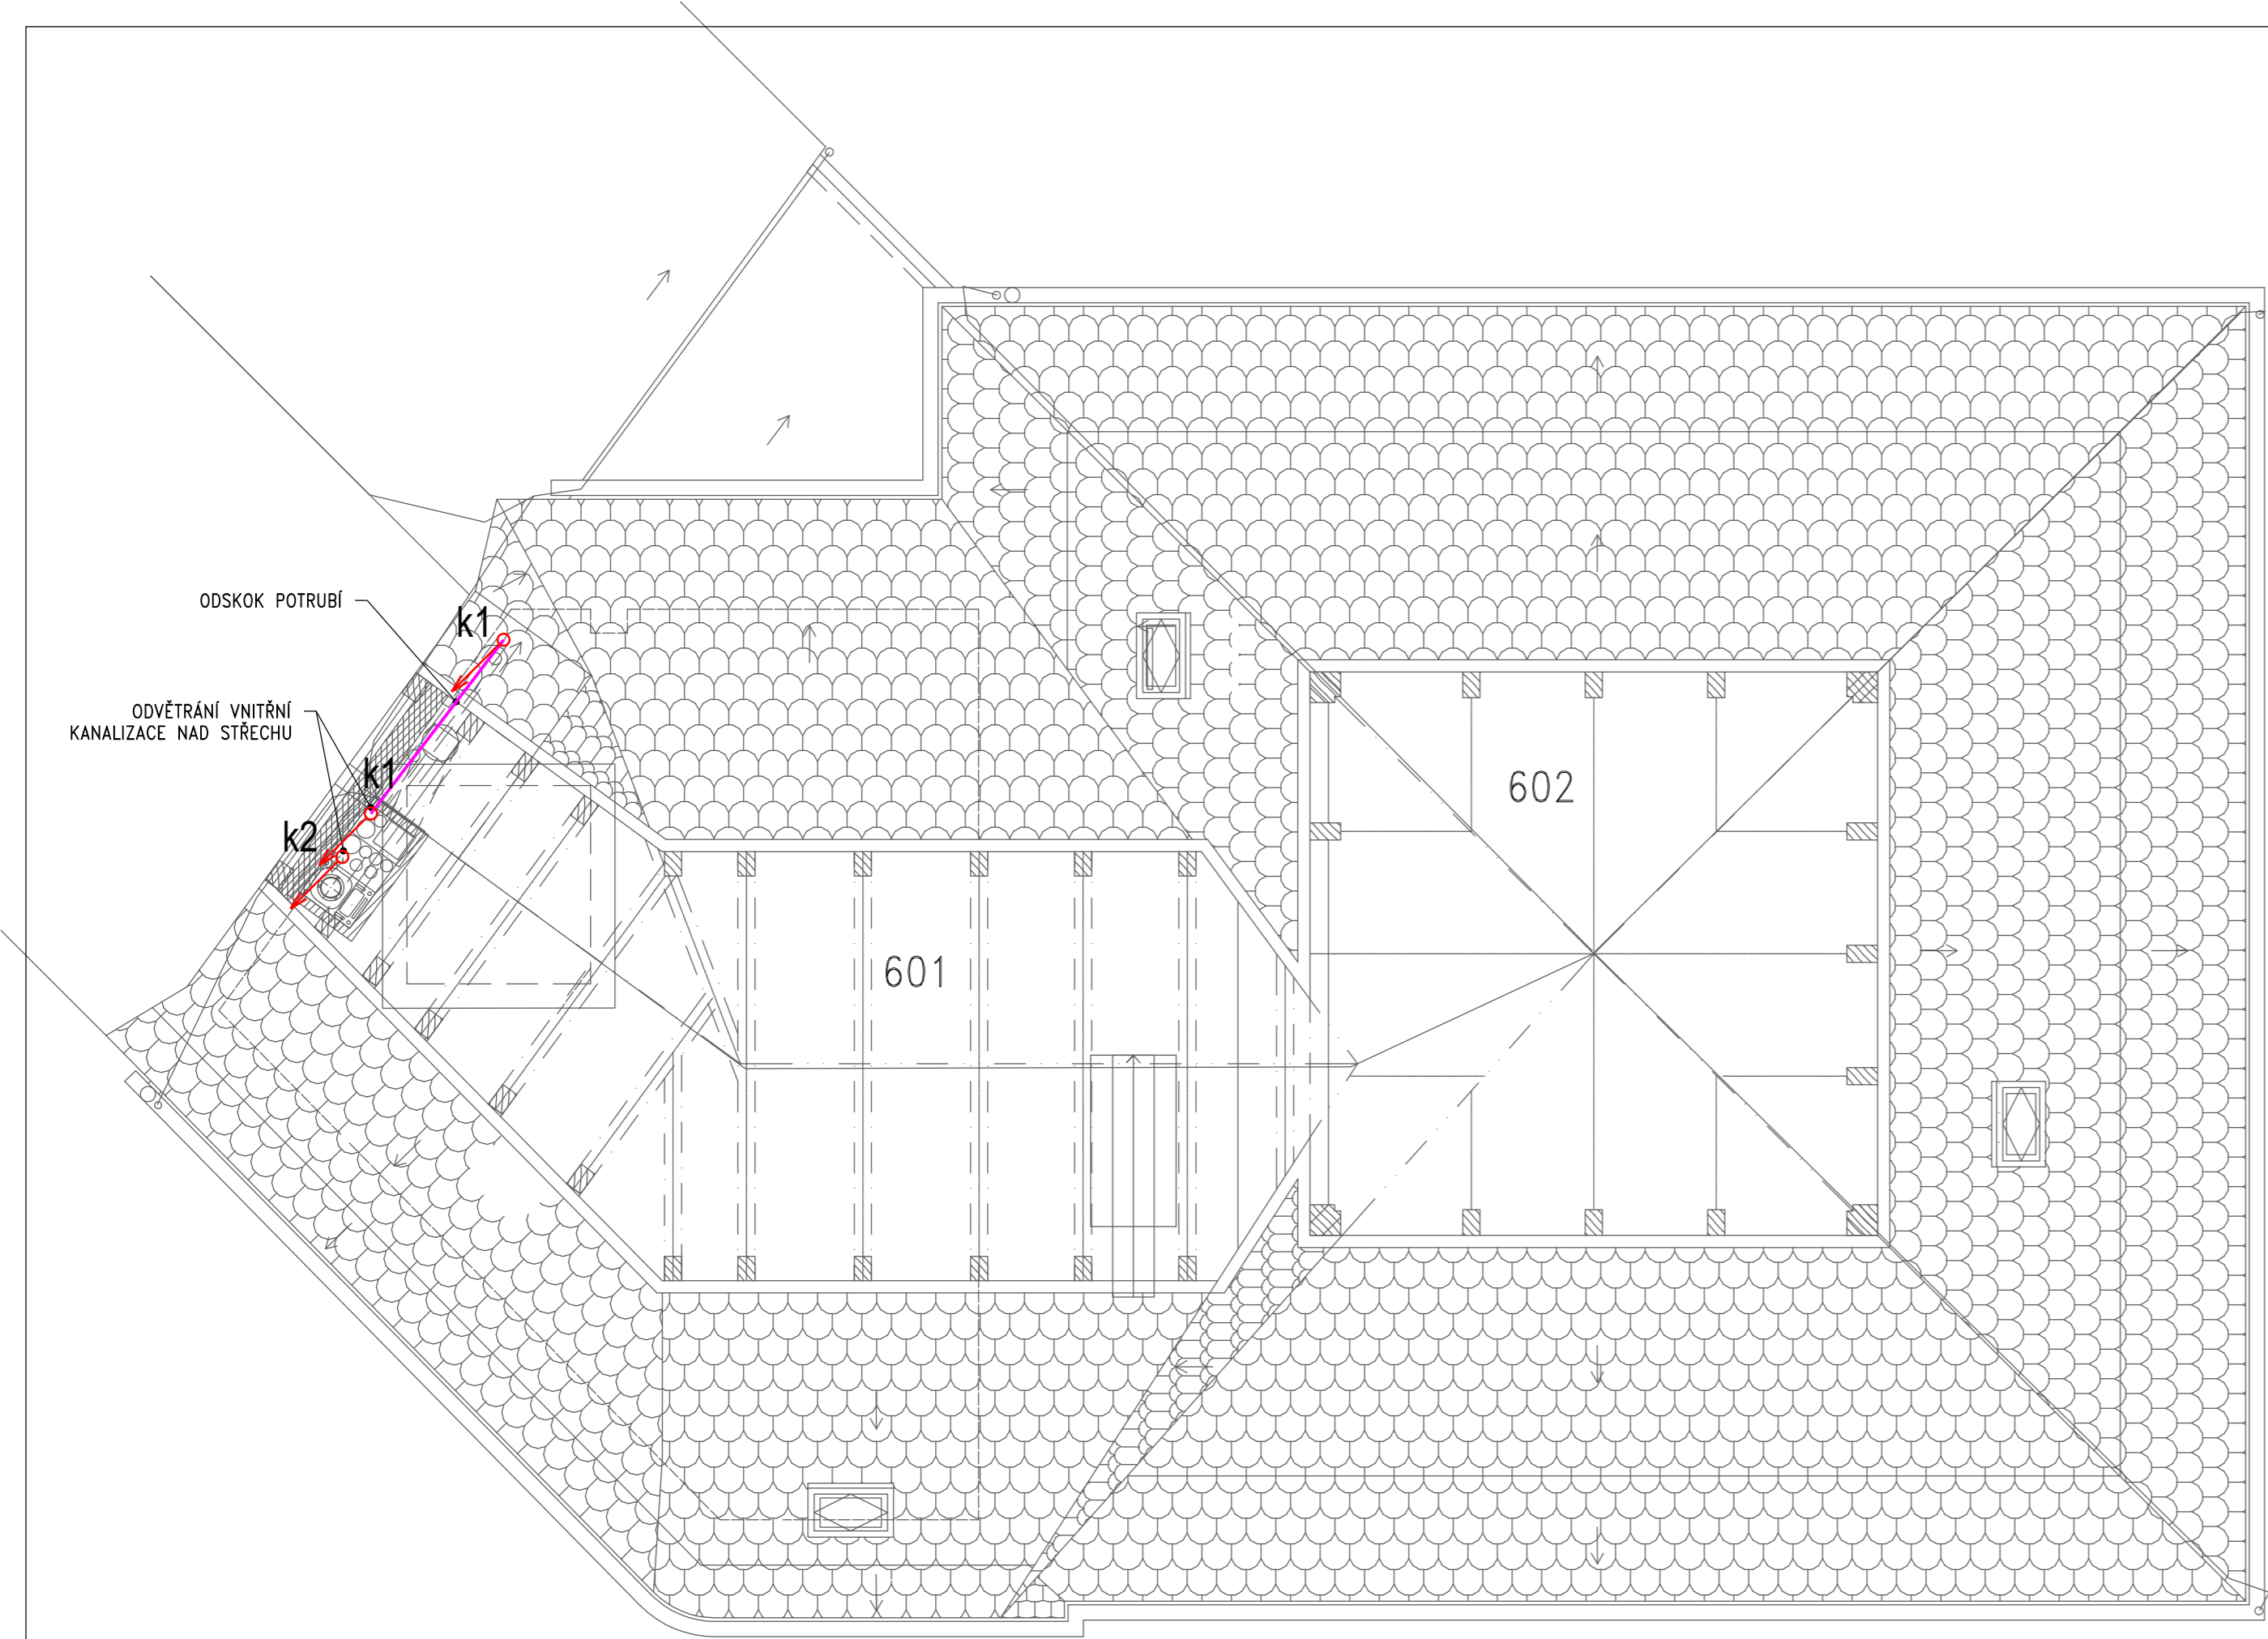 ODSKOK POTRUBÍ
k1
ODVĚTRÁNÍ VNITŘNÍ
KANALIZACE NAD STŘECHU
k1
602
k2
601